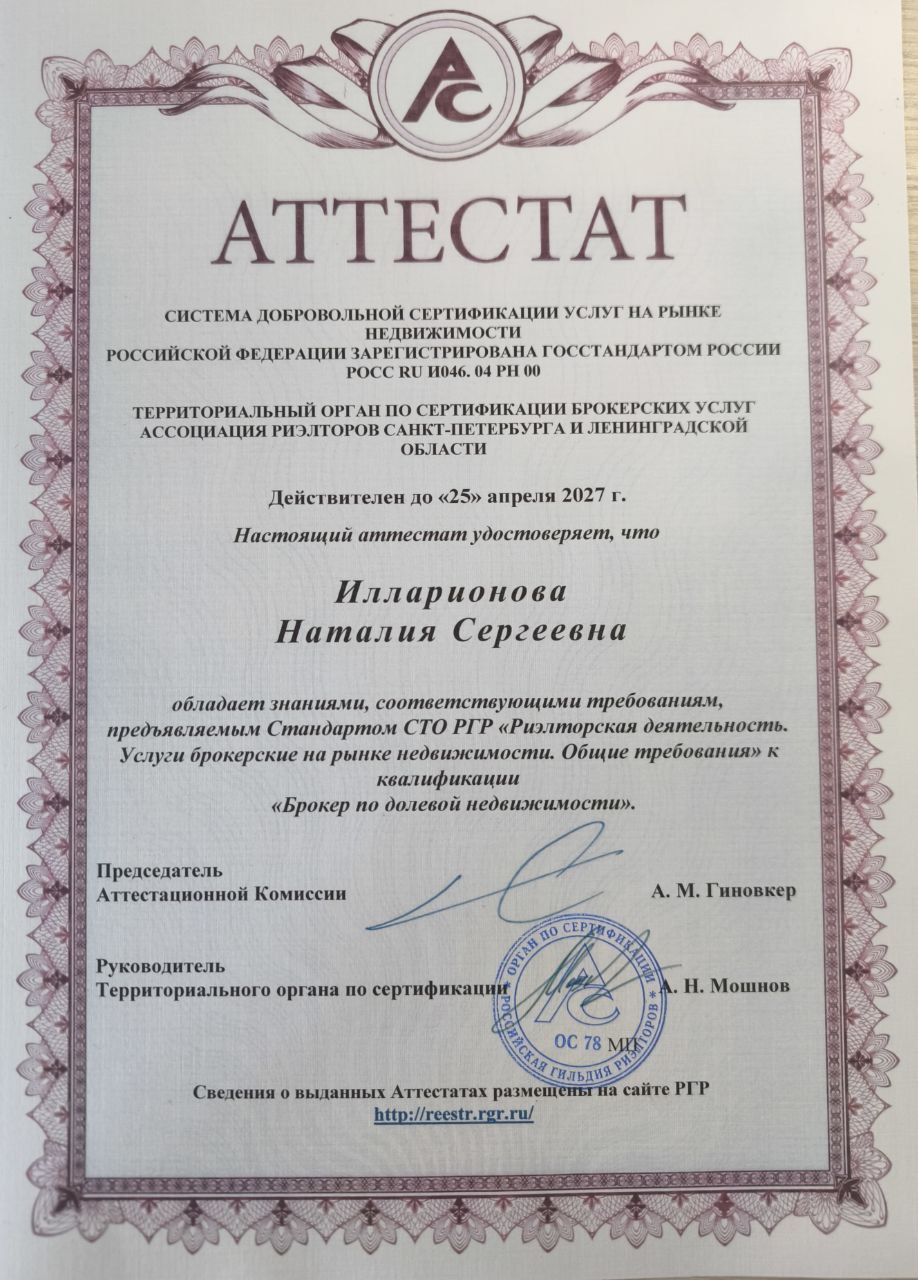 АРС
АТТЕСТАТ
СИСТЕМА ДОБРОВОЛЬНОЙ СЕРТИФИКАЦИИ УСЛУГ НА РЫНКЕ
НЕДВИЖИМОСТИ
РОССИЙСКОЙ ФЕДЕРАЦИИ ЗАРЕГИСТРИРОВАНА ГОССТАНДАРТОМ РОССИИ
РОСС RU И046. 04 РН 00
ТЕРРИТОРИАЛЬНЫЙ ОРГАН ПО СЕРТИФИКАЦИИ БРОКЕРСКИХ УСЛУГ
АССОЦИАЦИЯ РИЭЛТОРОВ САНКТ-ПЕТЕРБУРГА И ЛЕНИНГРАДСКОЙ
ОБЛАСТИ
Действителен до «25» апреля 2027 г.
Настоящий аттестат удостоверяет, что
Илларионова
Наталия Сергеевна
обладает знаниями, соответствующими требованиям,
предъявляемым Стандартом СТО РГР «Риэлторская деятельность.
Услуги брокерские на рынке недвижимости. Общие требования» к
квалификации
«Брокер по долевой недвижимости».
Председатель
Аттестационной Комиссии
А. М. Гиновкер
Руководитель
Территориального органа по сертификации
А. Н. Мошнов
ОРГАН ПО СЕРТИФИКАЦИИ * РОССИЙСКАЯ ГИЛЬДИЯ РИЭЛТОРОВ *
АРС
ОС 78
МП
Сведения о выданных Аттестатах размещены на сайте РГР
http://reestr.rgr.ru/